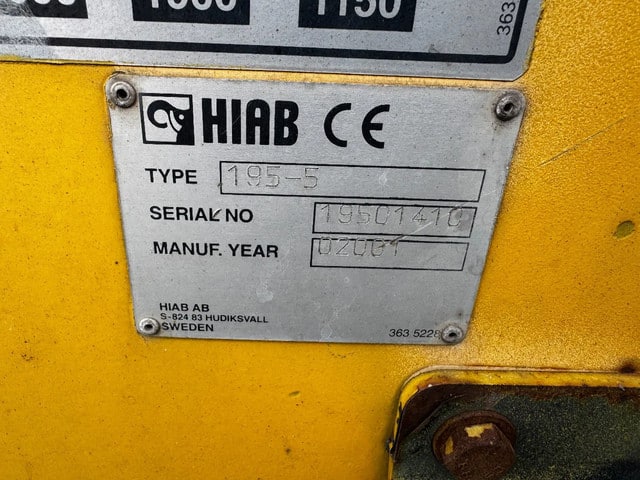 1150
363
HIAB CE
TYPE 195-5
SERIAL NO 19501410
MANUF. YEAR 02001
HIAB AB
S-824 83 HUDIKSVALL
SWEDEN
363 5228